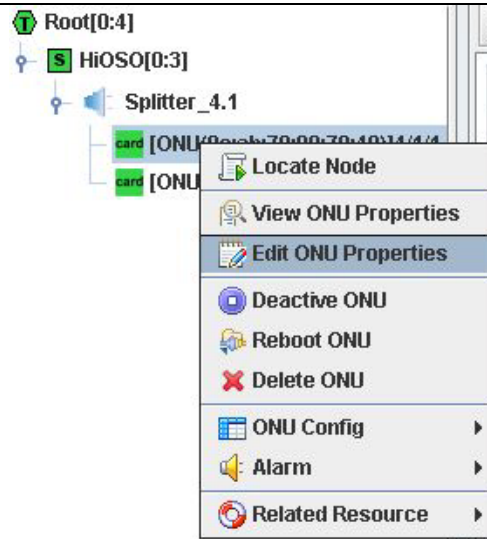 T Root[0:4]
S HiOSO[0:3]
Splitter_4.1
card [ONU
card [ONU
Locate Node
View ONU Properties
Edit ONU Properties
Deactive ONU
Reboot ONU
Delete ONU
ONU Config
Alarm
Related Resource